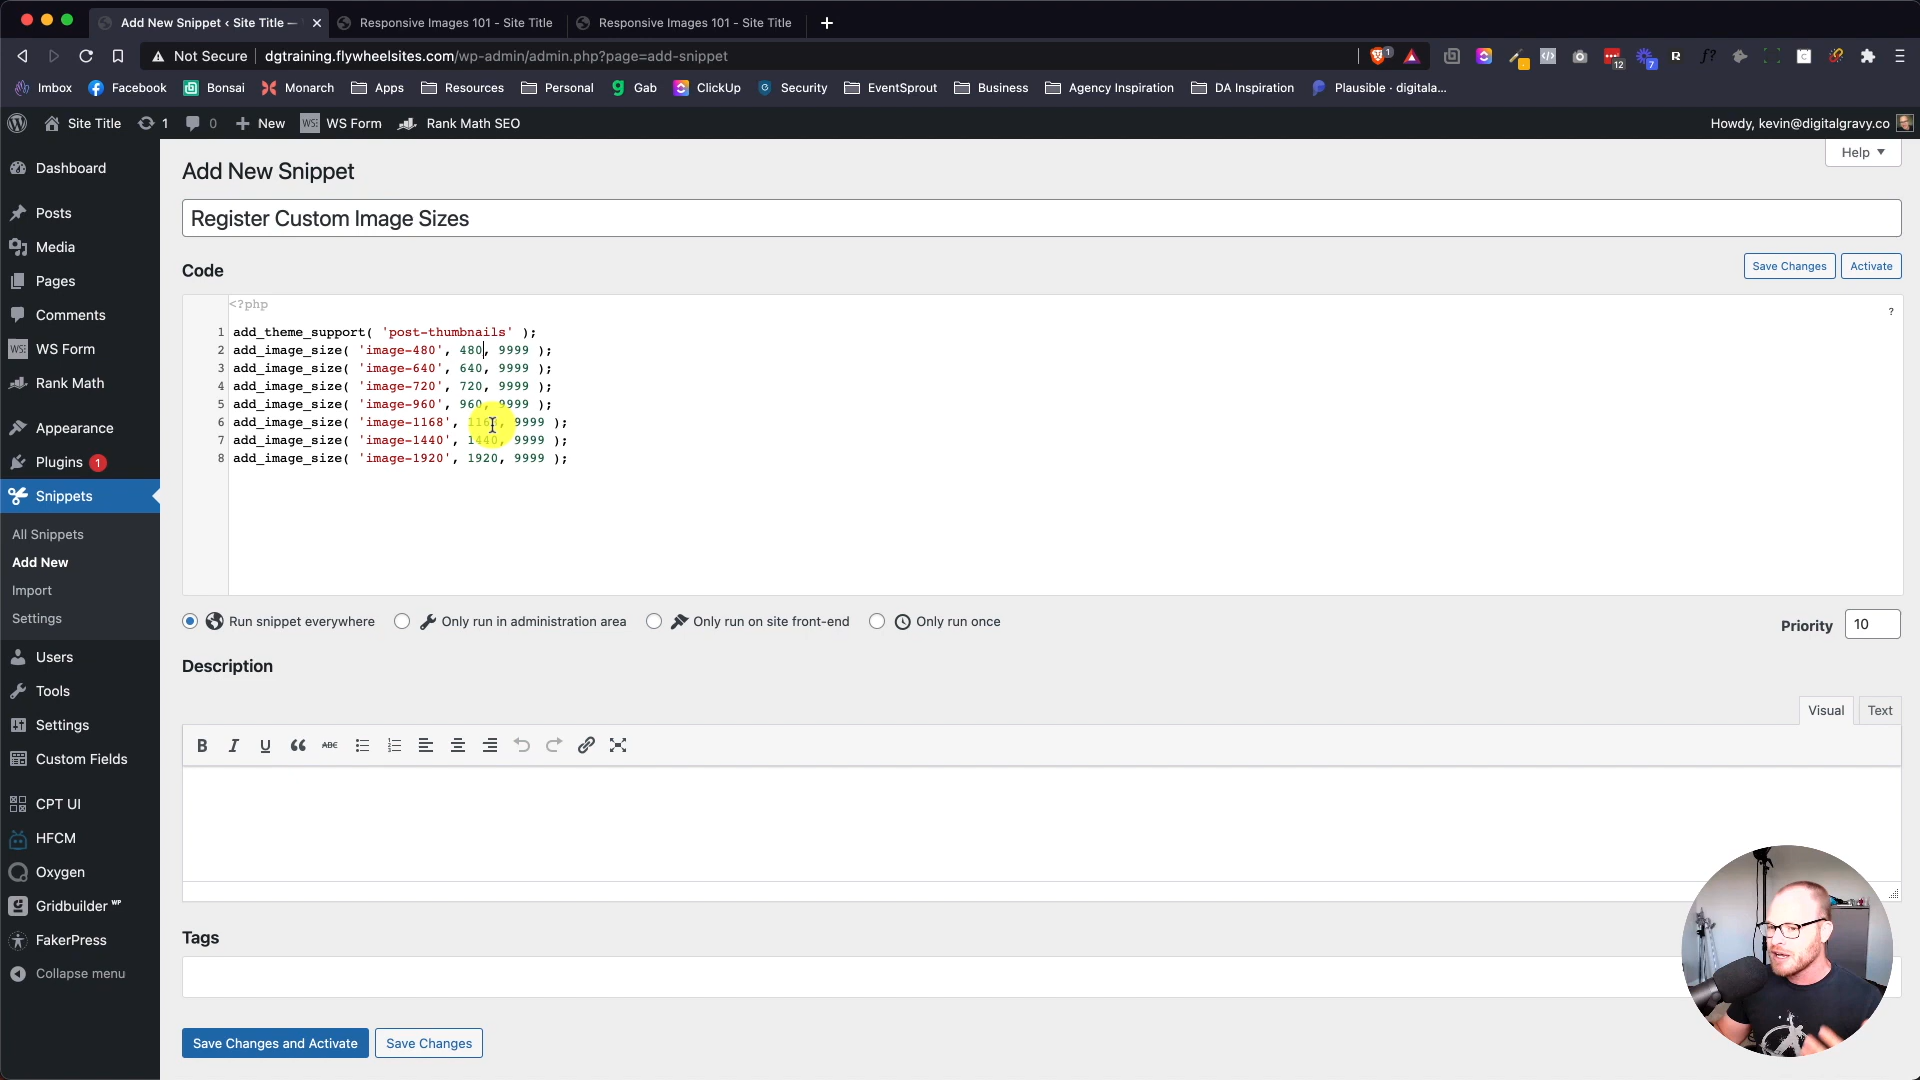 Add New Snippet ‹ Site Title —
Responsive Images 101 - Site Title
Responsive Images 101 - Site Title
Not Secure
dgtraining.flywheelsites.com/wp-admin/admin.php?page=add-snippet
1
12
7
R
f?
Imbox
Facebook
Bonsai
Monarch
Apps
Resources
Personal
Gab
ClickUp
Security
EventSprout
Business
Agency Inspiration
DA Inspiration
Plausible · digitala...
Site Title
1
0
New
WS Form
Rank Math SEO
Howdy, kevin@digitalgravy.co
Dashboard
Posts
Media
Pages
Comments
WS Form
Rank Math
Appearance
Plugins 1
Snippets
All Snippets
Add New
Import
Settings
Users
Tools
Settings
Custom Fields
CPT UI
HFCM
Oxygen
Gridbuilder WP
FakerPress
Collapse menu
Help
Add New Snippet
Register Custom Image Sizes
Code
Save Changes
Activate
<?php
?
1 add_theme_support( 'post-thumbnails' );
2 add_image_size( 'image-480', 480, 9999 );
3 add_image_size( 'image-640', 640, 9999 );
4 add_image_size( 'image-720', 720, 9999 );
5 add_image_size( 'image-960', 960, 9999 );
6 add_image_size( 'image-1168', 1168, 9999 );
7 add_image_size( 'image-1440', 1440, 9999 );
8 add_image_size( 'image-1920', 1920, 9999 );
Run snippet everywhere
Only run in administration area
Only run on site front-end
Only run once
Priority
10
Description
Visual
Text
B I U ABC
Tags
Save Changes and Activate
Save Changes